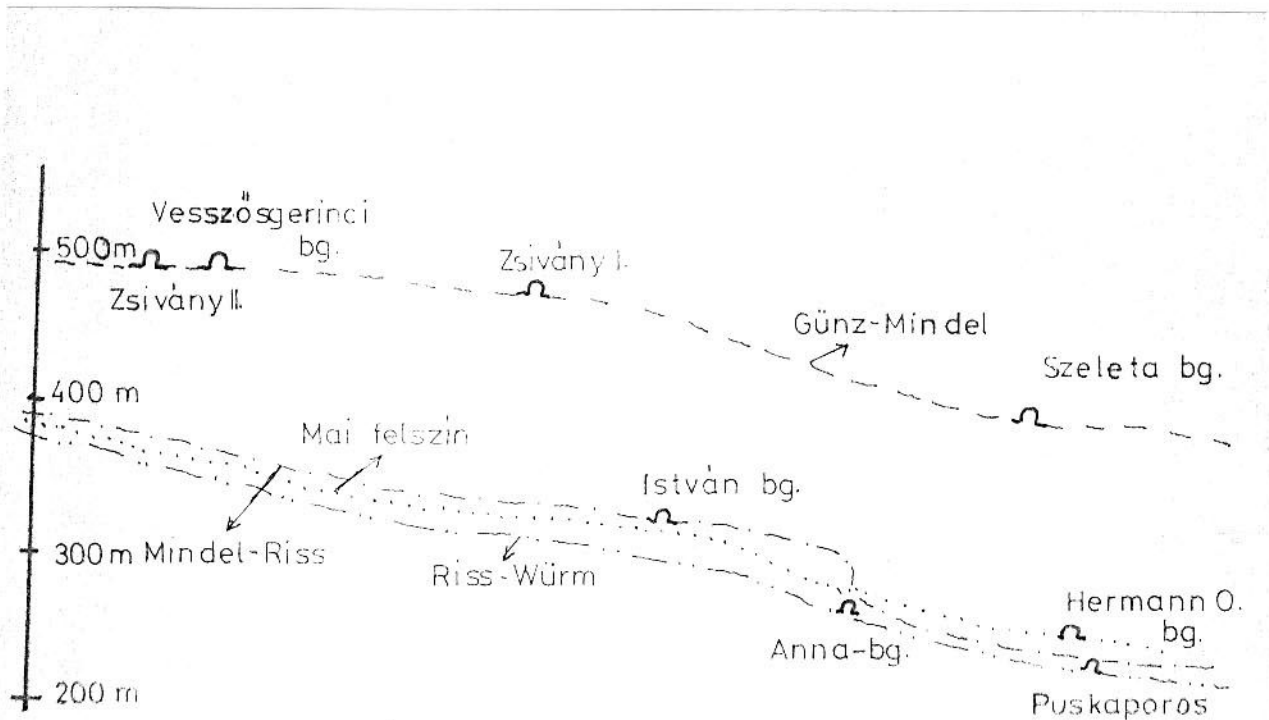 Vesszősgerinci
bg.
500m
Zsivány I.
Zsivány II.
Günz-Mindel
Szeleta bg.
400 m
Mai felszín
István bg.
300m Mindel-Riss
Riss-Würm
Hermann O.
bg.
Anna-bg.
200 m
Puskaporos